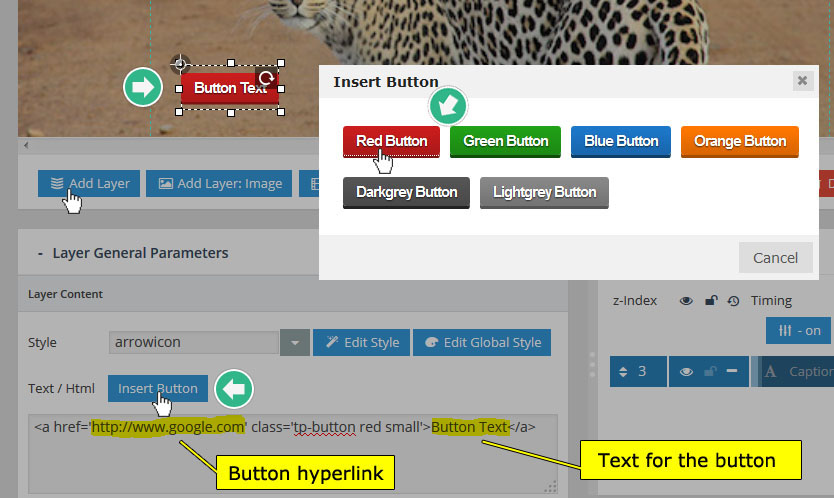 Button Text
Insert Button
Red Button
Green Button
Blue Button
Orange Button
Darkgrey Button
Lightgrey Button
Cancel
Add Layer
Add Layer: Image
- Layer General Parameters
Layer Content
z-Index
Timing
- on
Style
arrowicon
Edit Style
Edit Global Style
3
A
Caption
Text / Html
Insert Button
<a href='http://www.google.com' class='tp-button red small'>Button Text</a>
Button hyperlink
Text for the button